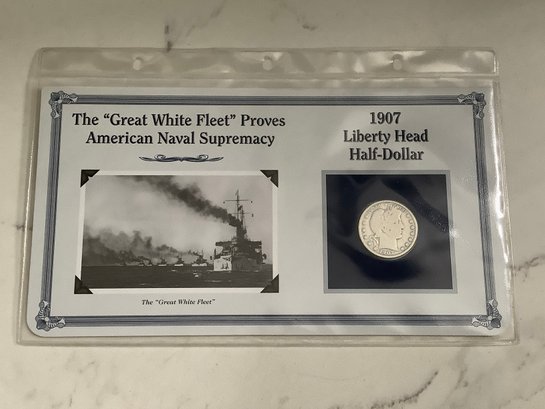 The "Great White Fleet" Proves
American Naval Supremacy
The "Great White Fleet"
1907
Liberty Head
Half-Dollar